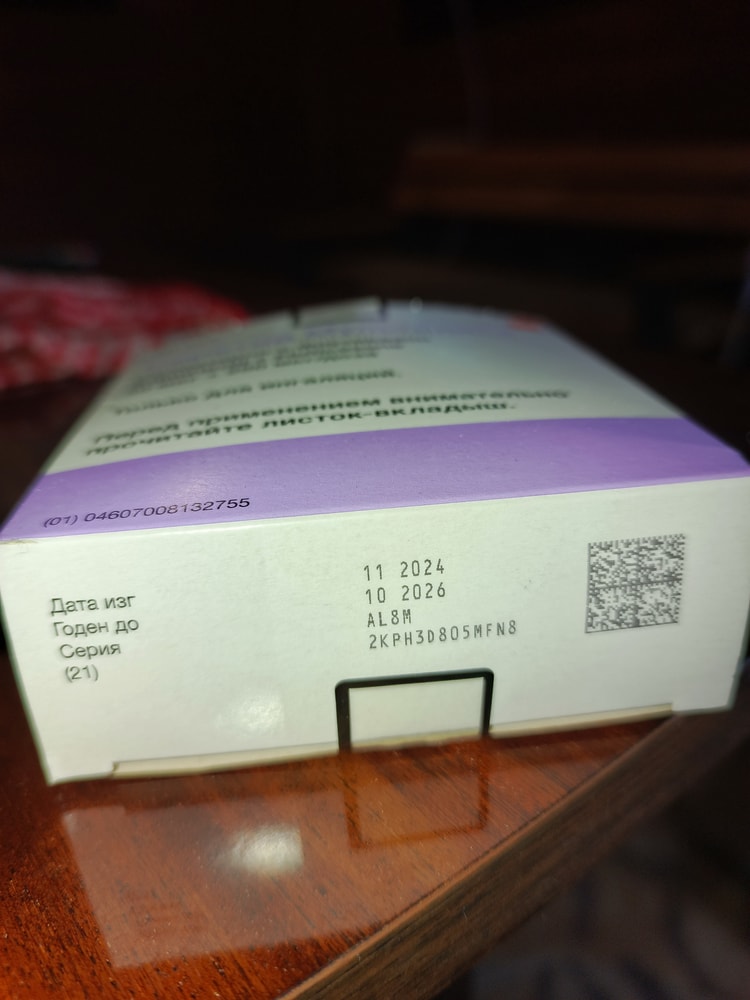 только для ингаляций.
Перед применением внимательно
прочитайте листок-вкладыш.
(01) 04607008132755
Дата изг 11 2024
Годен до 10 2026
Серия AL8M
(21) 2KPH3D805MFN8